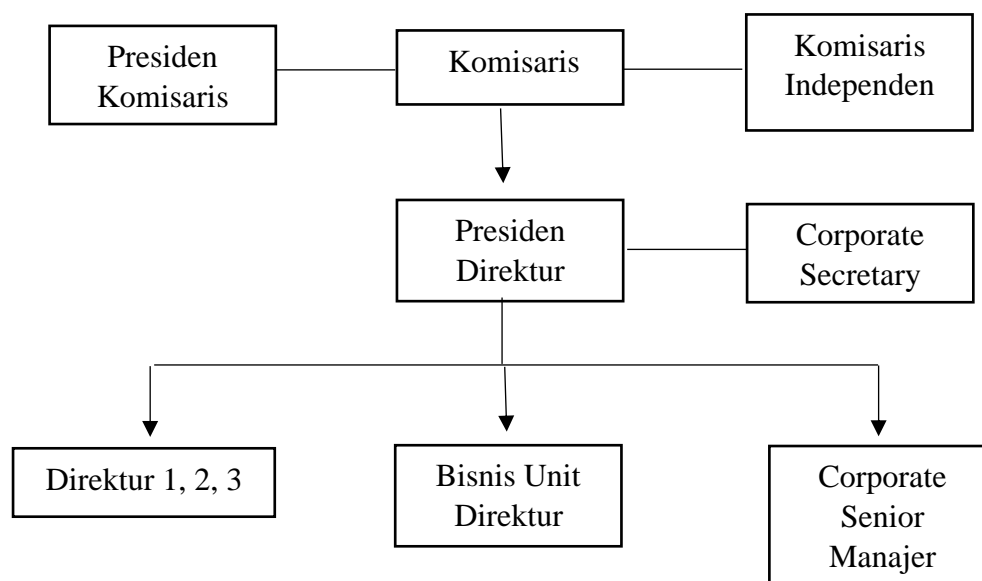 Presiden
Komisaris
Komisaris
Komisaris
Independen
Presiden
Direktur
Corporate
Secretary
Direktur 1, 2, 3
Bisnis Unit
Direktur
Corporate
Senior
Manajer